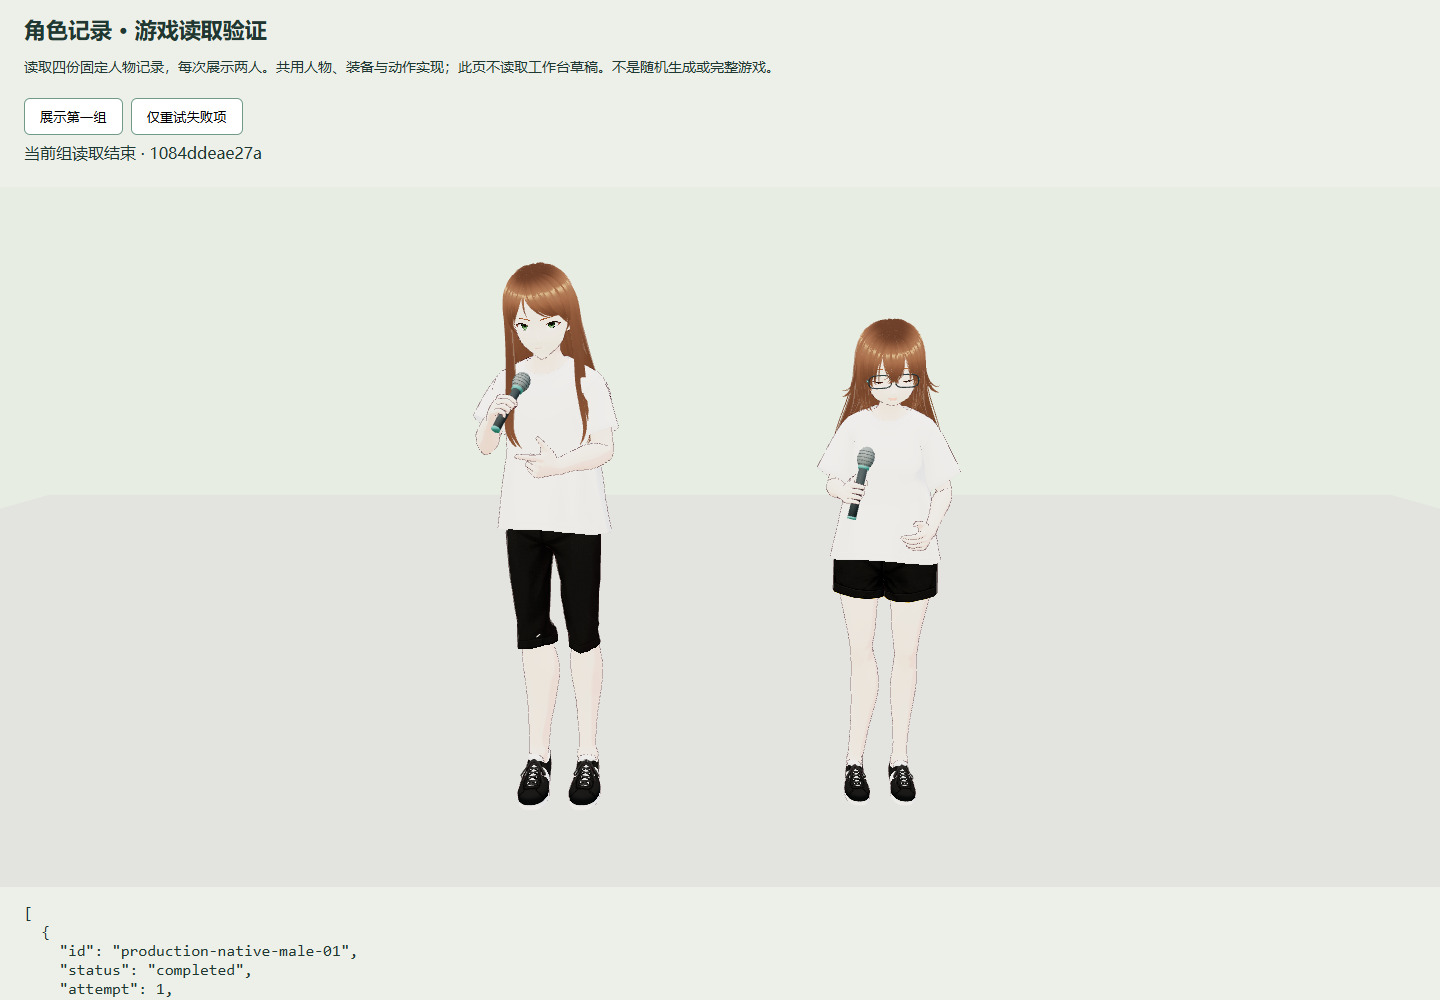 角色记录 • 游戏读取验证
读取四份固定人物记录，每次展示两人。共用人物、装备与动作实现；此页不读取工作台草稿。不是随机生成或完整游戏。
展示第一组 仅重试失败项
当前组读取结束 · 1084ddeae27a
[
{
"id": "production-native-male-01",
"status": "completed",
"attempt": 1,